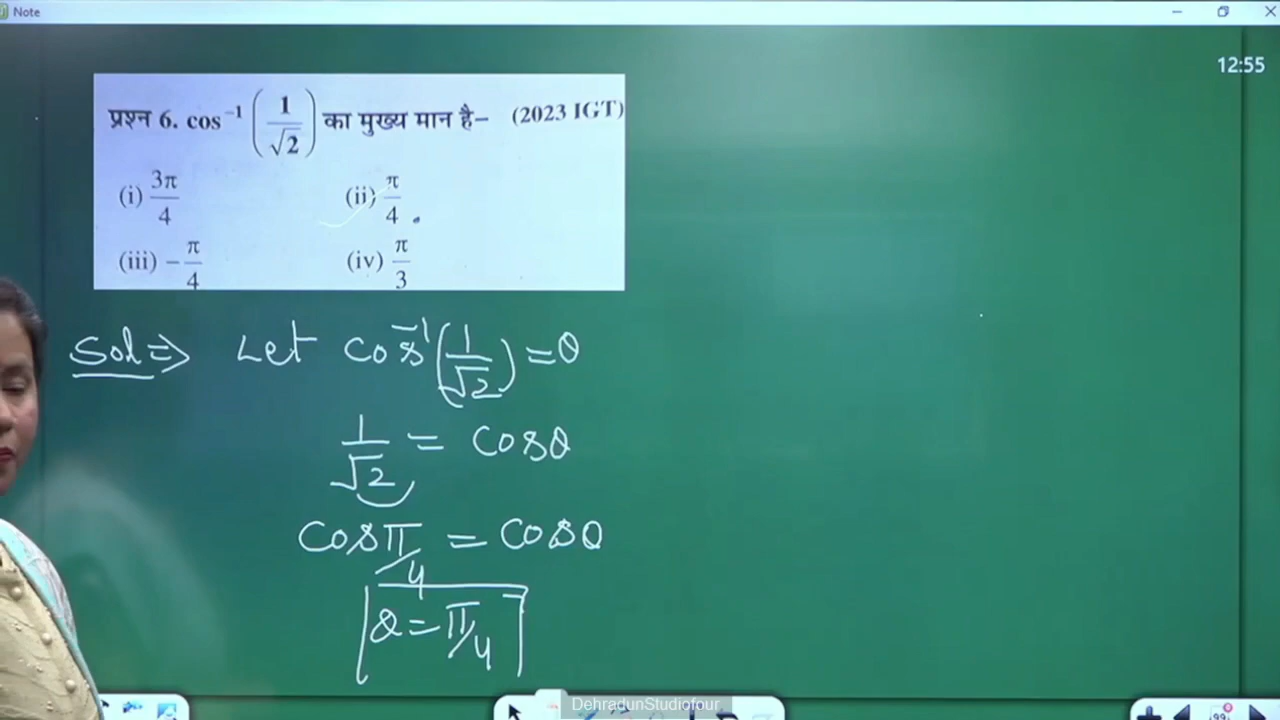 Note
12:55
प्रश्न 6. cos⁻¹ (1/√2) का मुख्य मान है– (2023 IGT)
(i) 3π/4 (ii) π/4
(iii) –π/4 (iv) π/3
Sol ⇒ Let cos⁻¹(1/√2) = θ
1/√2 = cosθ
cos π/4 = cosθ
θ = π/4
DehradunStudiofour